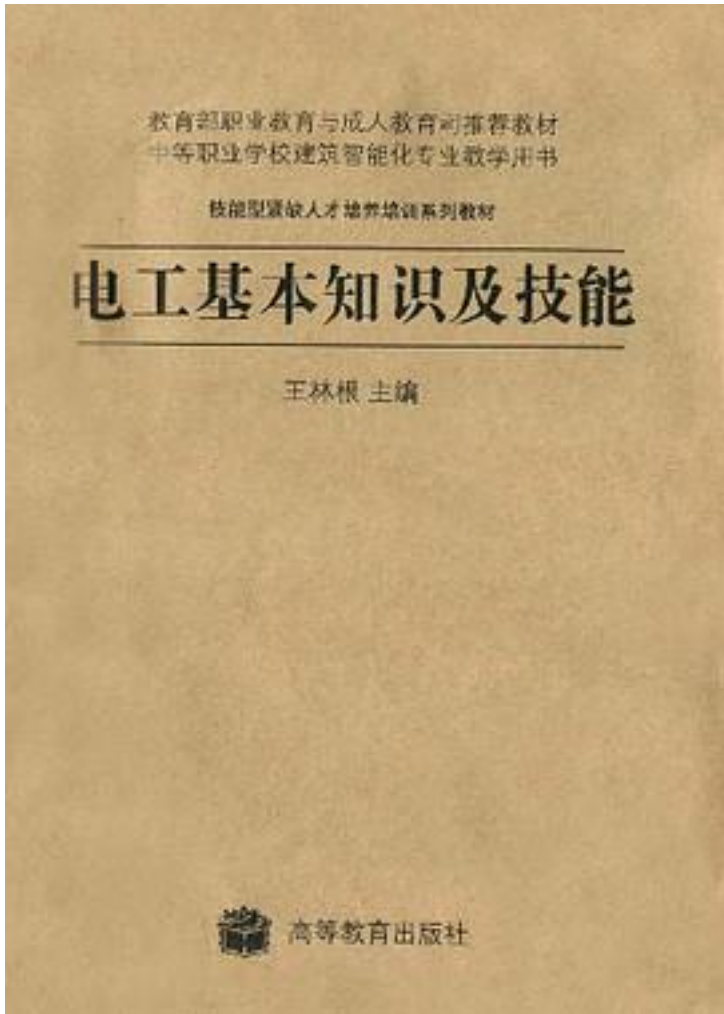 教育部职业教育与成人教育司推荐教材
中等职业学校建筑智能化专业教学用书
技能型紧缺人才培养培训系列教材
电工基本知识及技能
王林根 主编
高等教育出版社